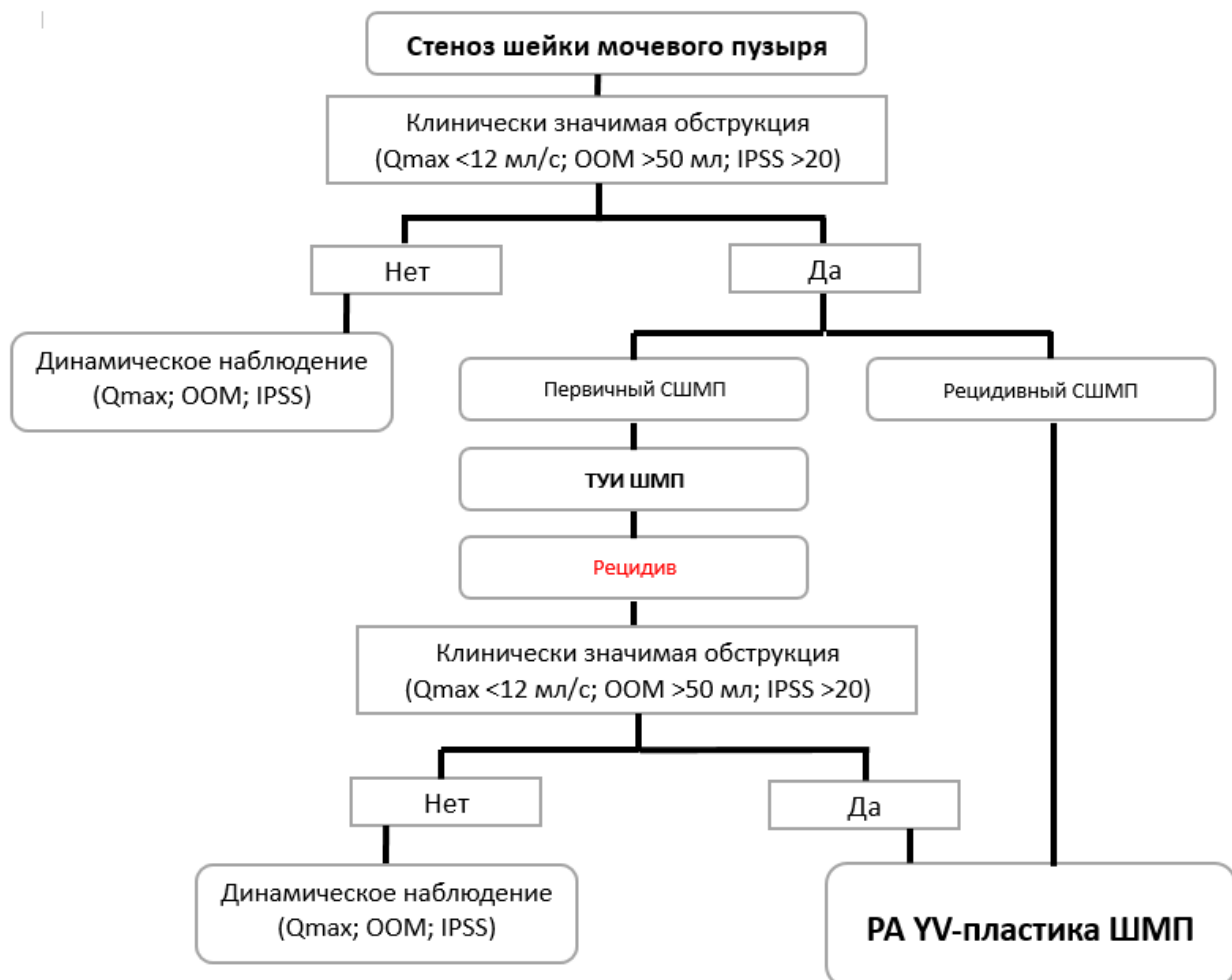 Стеноз шейки мочевого пузыря
Клинически значимая обструкция
(Qmax <12 мл/с; ООМ >50 мл; IPSS >20)
Нет
Да
Динамическое наблюдение
(Qmax; ООМ; IPSS)
Первичный СШМП
Рецидивный СШМП
ТУИ ШМП
Рецидив
Клинически значимая обструкция
(Qmax <12 мл/с; ООМ >50 мл; IPSS >20)
Нет
Да
Динамическое наблюдение
(Qmax; ООМ; IPSS)
РА YV-пластика ШМП